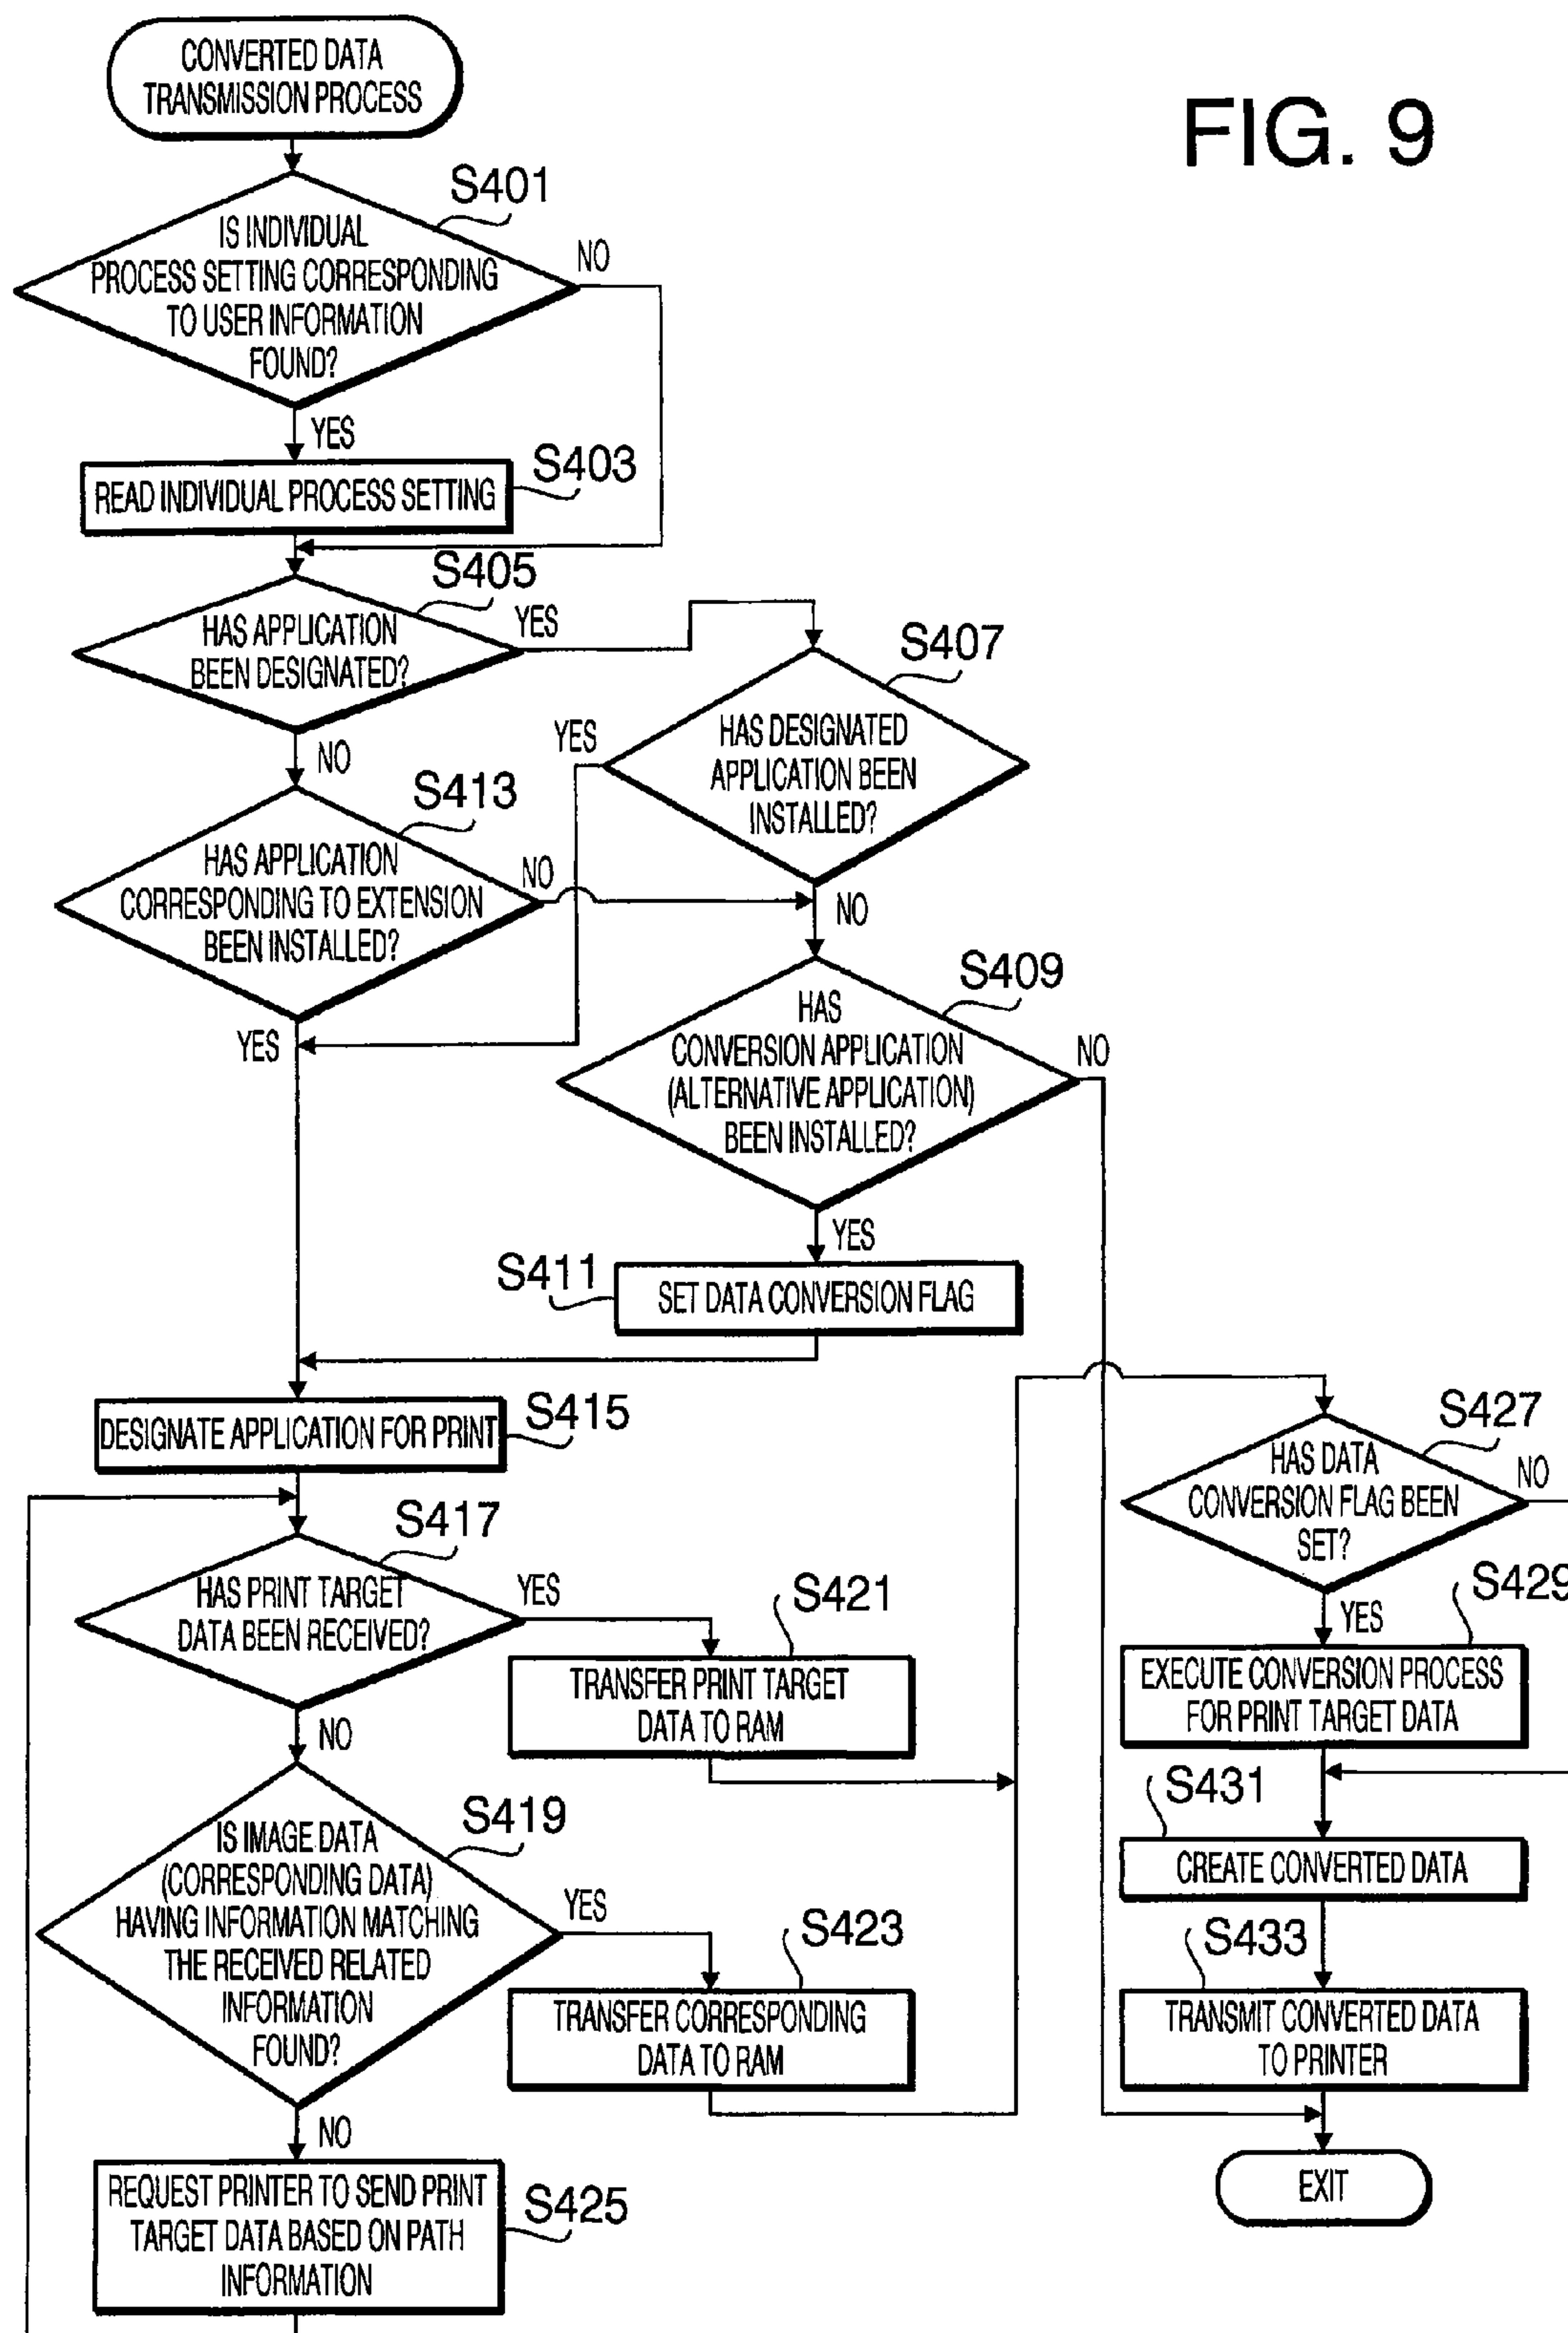 CONVERTED DATA
TRANSMISSION PROCESS
FIG. 9
S401
IS INDIVIDUAL
PROCESS SETTING CORRESPONDING
TO USER INFORMATION
FOUND?
NO
YES
S403
READ INDIVIDUAL PROCESS SETTING
S405
HAS APPLICATION
BEEN DESIGNATED?
YES
NO
S407
HAS DESIGNATED
APPLICATION BEEN
INSTALLED?
YES
NO
S413
HAS APPLICATION
CORRESPONDING TO EXTENSION
BEEN INSTALLED?
NO
YES
S409
HAS
CONVERSION APPLICATION
(ALTERNATIVE APPLICATION)
BEEN INSTALLED?
NO
YES
S411
SET DATA CONVERSION FLAG
S415
DESIGNATE APPLICATION FOR PRINT
S417
HAS PRINT TARGET
DATA BEEN RECEIVED?
YES
NO
S421
TRANSFER PRINT TARGET
DATA TO RAM
S419
IS IMAGE DATA
(CORRESPONDING DATA)
HAVING INFORMATION MATCHING
THE RECEIVED RELATED
INFORMATION
FOUND?
YES
NO
S423
TRANSFER CORRESPONDING
DATA TO RAM
S425
REQUEST PRINTER TO SEND PRINT
TARGET DATA BASED ON PATH
INFORMATION
S427
HAS DATA
CONVERSION FLAG BEEN
SET?
NO
YES
S429
EXECUTE CONVERSION PROCESS
FOR PRINT TARGET DATA
S431
CREATE CONVERTED DATA
S433
TRANSMIT CONVERTED DATA
TO PRINTER
EXIT